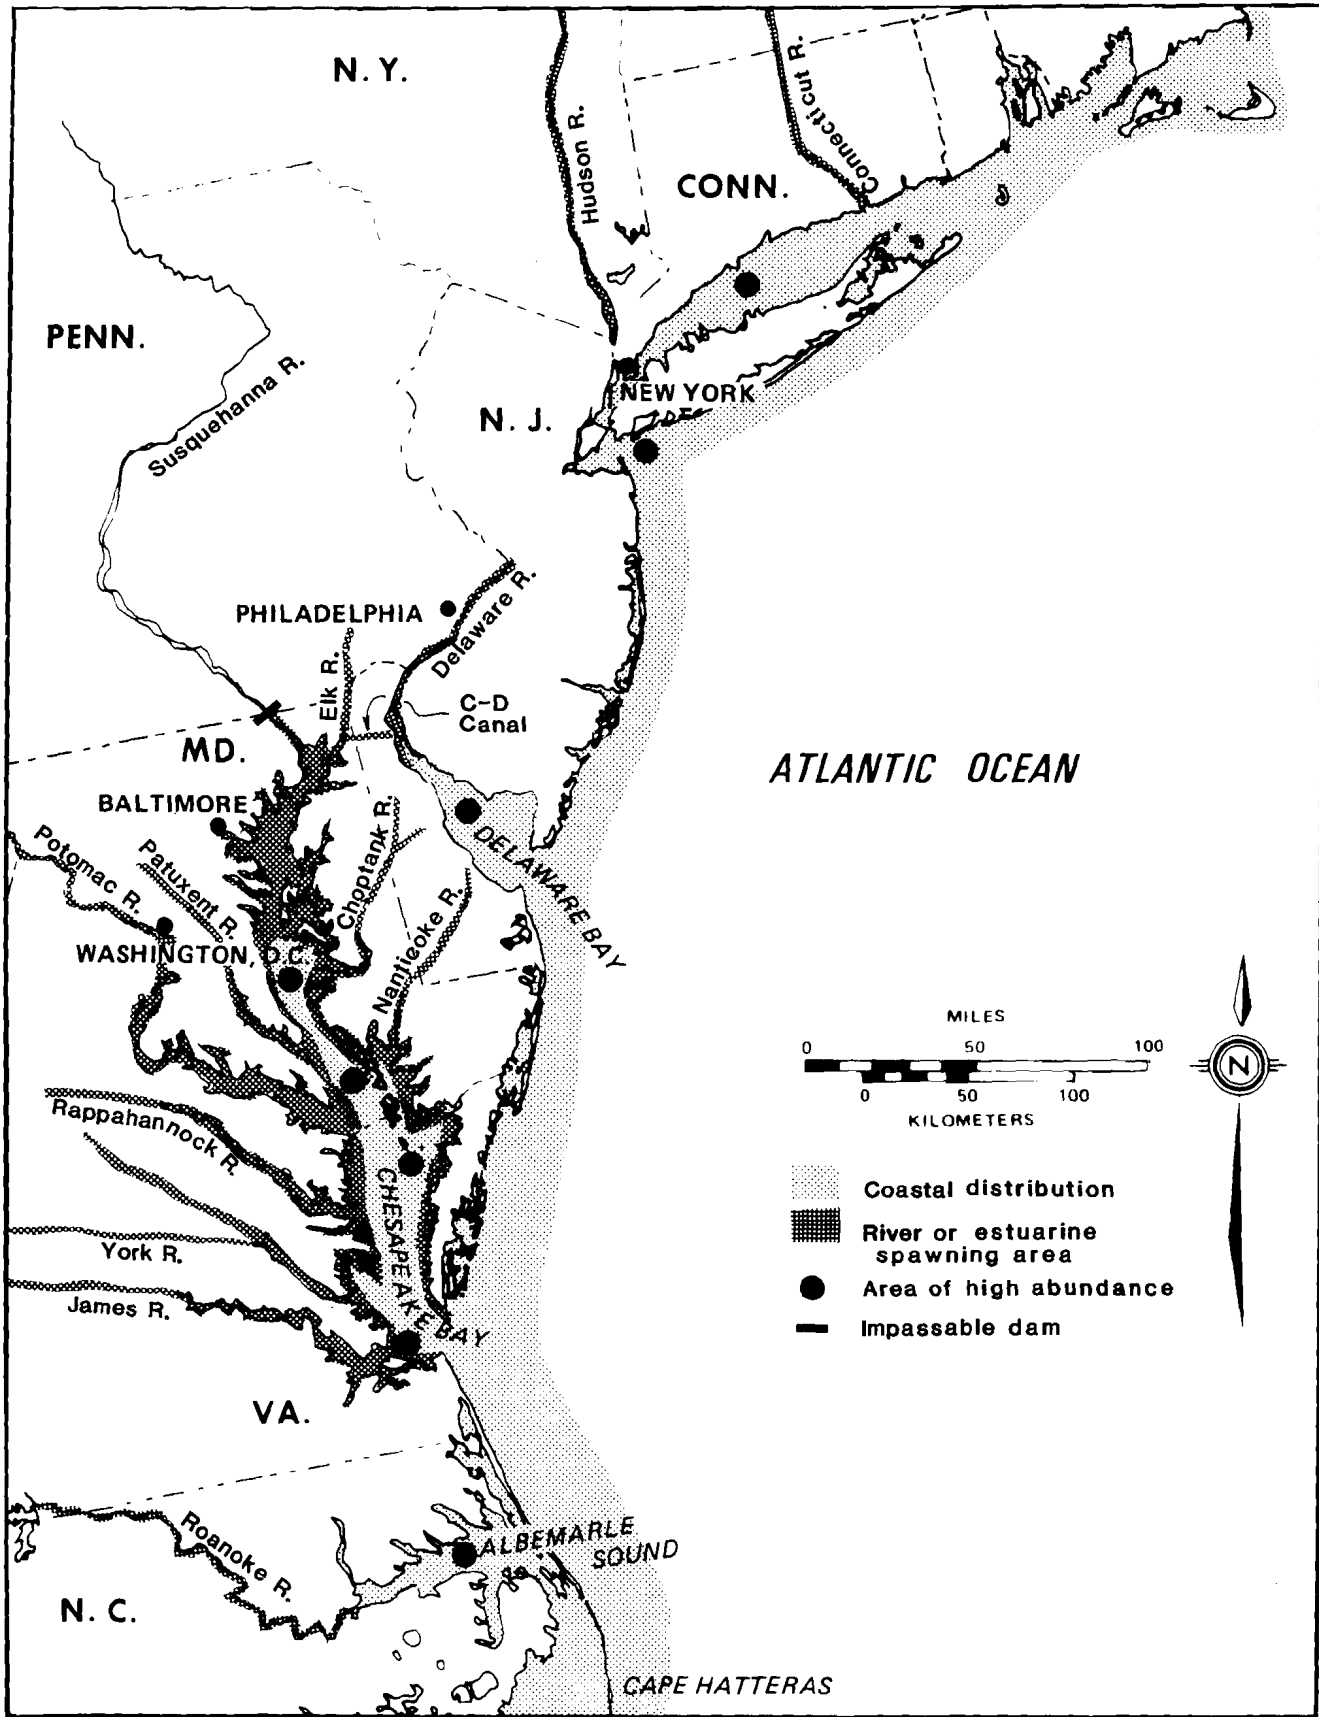 N. Y.
Hudson R.
Connecticut R.
CONN.
PENN.
Susquehanna R.
NEW YORK
N. J.
PHILADELPHIA
Delaware R.
Elk R.
C-D
Canal
MD.
ATLANTIC OCEAN
BALTIMORE
Potomac R.
Patuxent R.
Choptank R.
DELAWARE BAY
Nanticoke R.
WASHINGTON, D.C.
MILES
0 50 100
0 50 100
KILOMETERS
N
Rappahannock R.
CHESAPEAKE BAY
York R.
James R.
Coastal distribution
River or estuarine
spawning area
Area of high abundance
Impassable dam
VA.
Roanoke R.
ALBEMARLE
SOUND
N. C.
CAPE HATTERAS